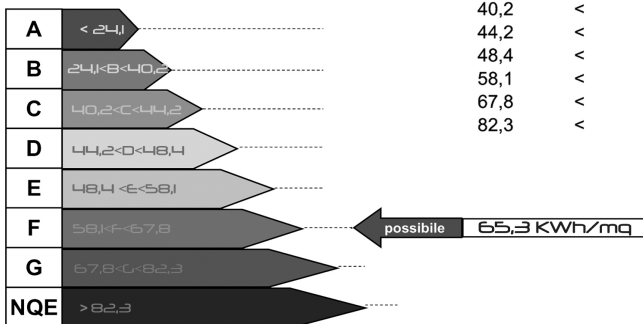 A < 24,1
B 24,1<B<40,2
C 40,2<C<44,2
D 44,2<D<48,4
E 48,4 <E<58,1
F 58,1<F<67,8
G 67,8<G<82,3
NQE >82,3
possibile 65,3 KWh/mq
40,2 <
44,2 <
48,4 <
58,1 <
67,8 <
82,3 <